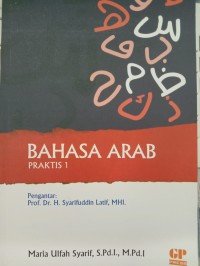 BAHASA ARAB
PRAKTIS 1
Pengantar:
Prof. Dr. H. Syarifuddin Latif, MHI.
Maria Ulfah Syarif, S.Pd.I., M.Pd.I
GP